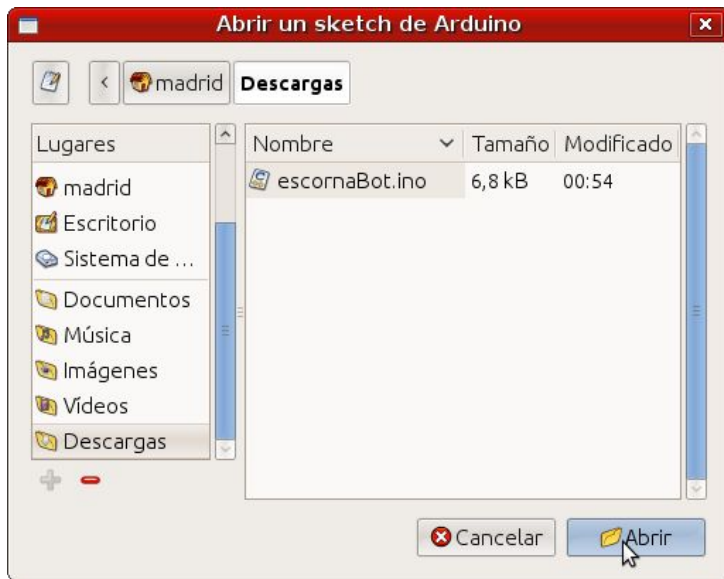 Abrir un sketch de Arduino
madrid Descargas
Lugares
madrid
Escritorio
Sistema de ...
Documentos
Música
Imágenes
Vídeos
Descargas
Nombre Tamaño Modificado
escornaBot.ino 6,8 kB 00:54
Cancelar Abrir